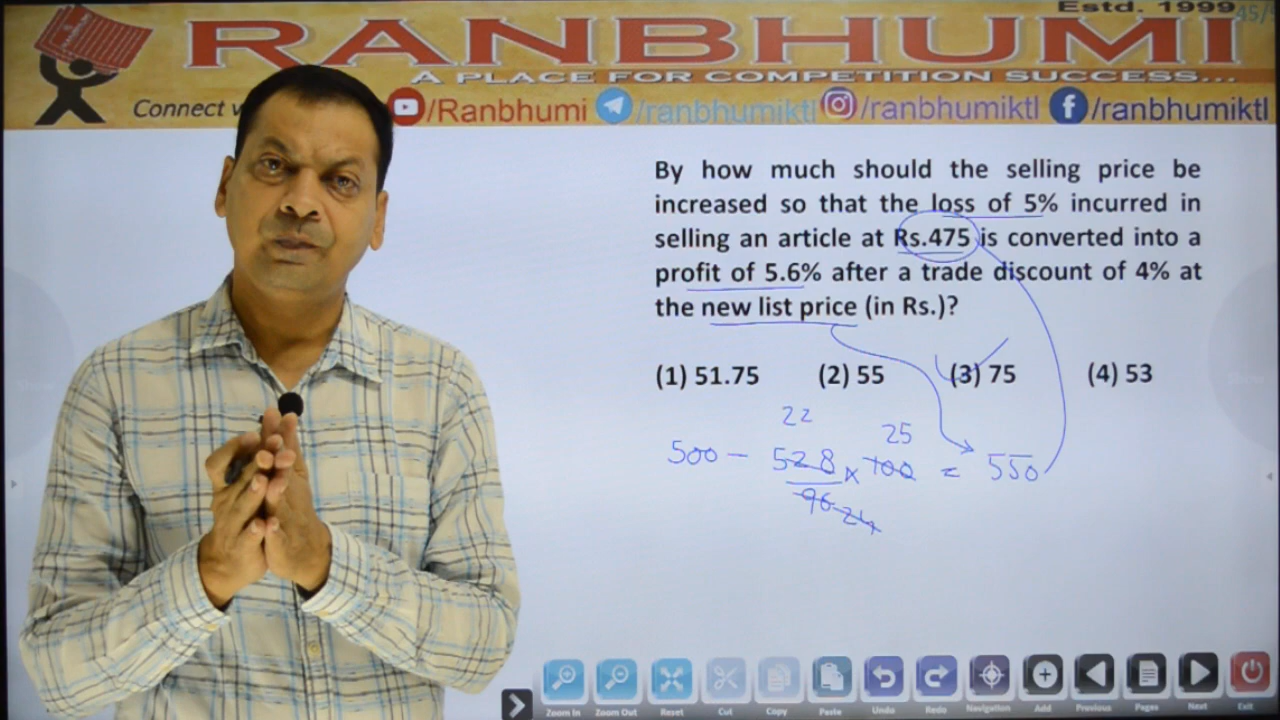 Estd. 1999
45/
RANBHUMI
A PLACE FOR COMPETITION SUCCESS...
Connect
/Ranbhumi /ranbhumiktl /ranbhumiktl /ranbhumiktl
By how much should the selling price be
increased so that the loss of 5% incurred in
selling an article at Rs.475 is converted into a
profit of 5.6% after a trade discount of 4% at
the new list price (in Rs.)?
(1) 51.75 (2) 55 (3) 75 (4) 53
22
25
500 - 528 x 100 = 550
96 24
Zoom In Zoom Out Reset Cut Copy Paste Undo Redo Navigation Add Previous Pages Next Exit